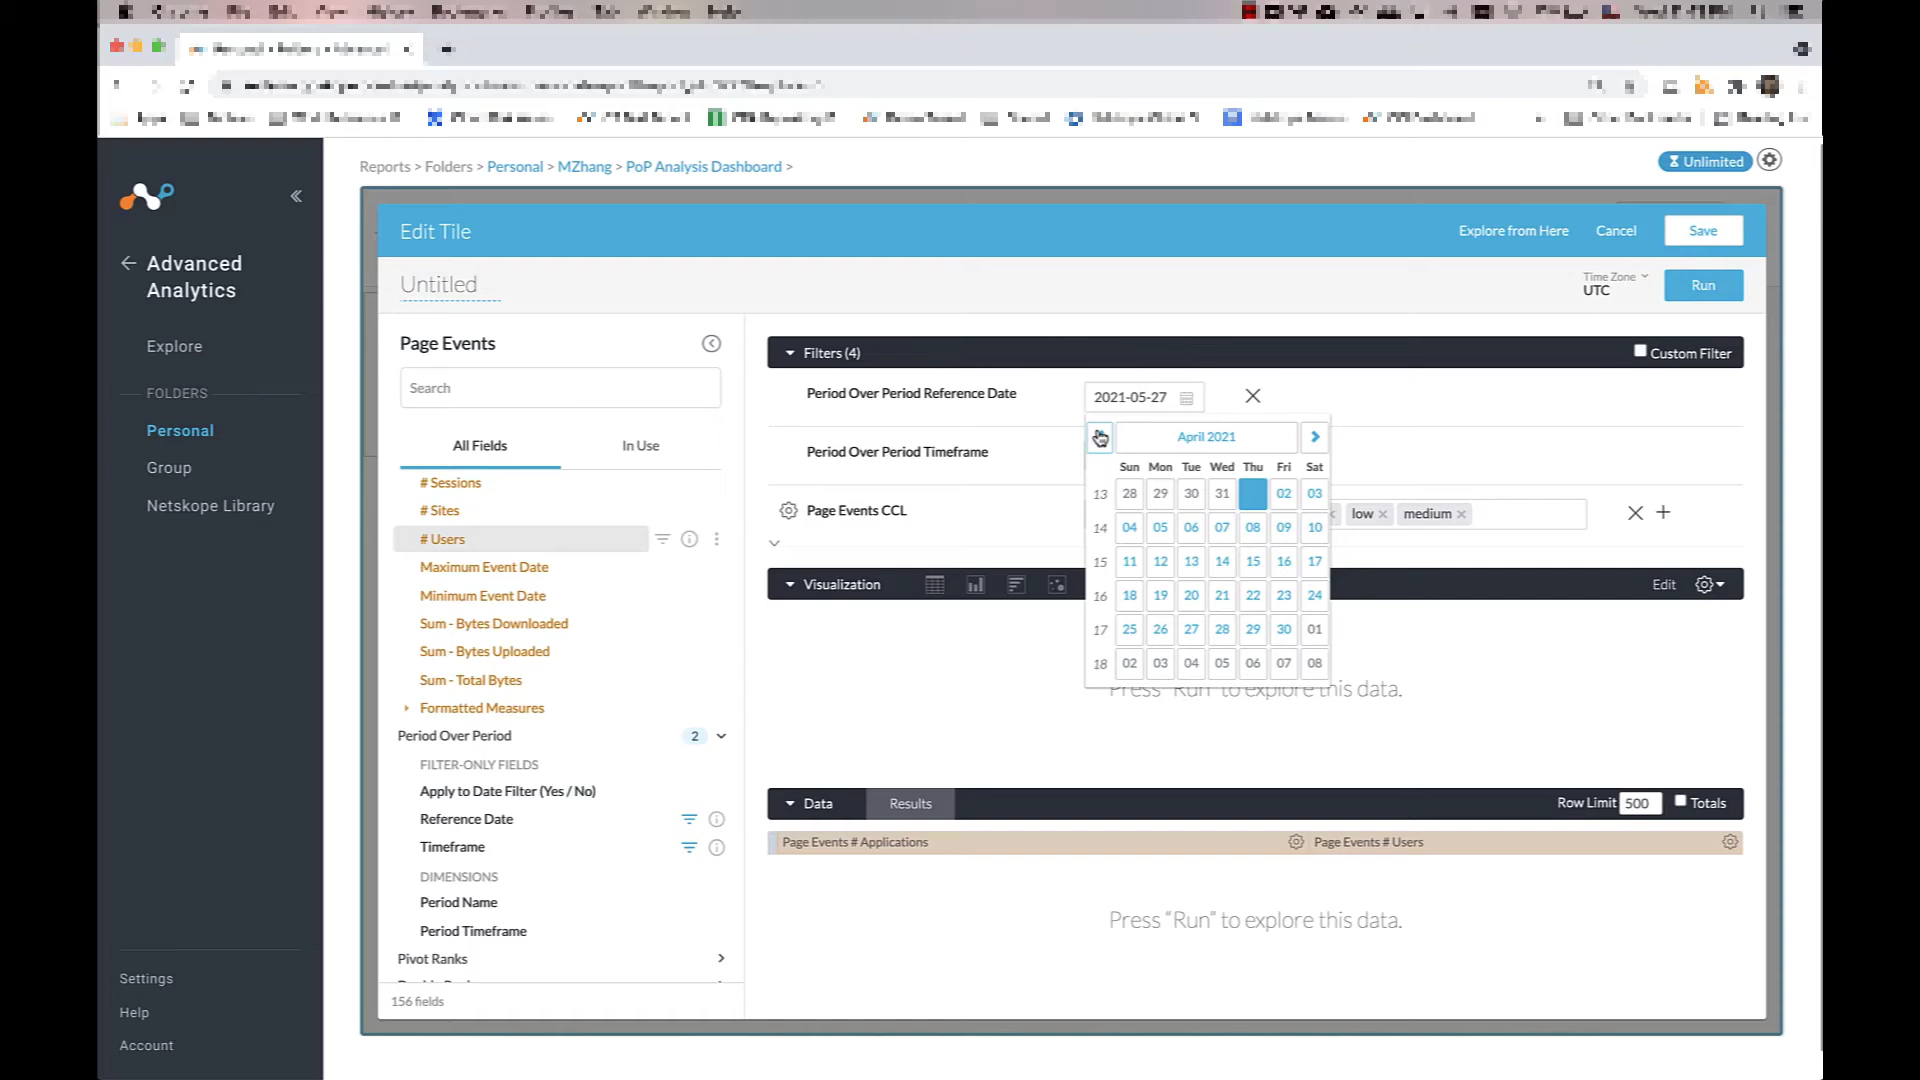 Reports > Folders > Personal > MZhang > PoP Analysis Dashboard >
Unlimited
Advanced
Analytics
Explore
FOLDERS
Personal
Group
Netskope Library
Settings
Help
Account
Edit Tile
Explore from Here
Cancel
Save
Untitled
Time Zone
UTC
Run
Page Events
Search
All Fields
In Use
# Sessions
# Sites
# Users
Maximum Event Date
Minimum Event Date
Sum - Bytes Downloaded
Sum - Bytes Uploaded
Sum - Total Bytes
Formatted Measures
Period Over Period
2
FILTER-ONLY FIELDS
Apply to Date Filter (Yes / No)
Reference Date
Timeframe
DIMENSIONS
Period Name
Period Timeframe
Pivot Ranks
156 fields
Filters (4)
Custom Filter
Period Over Period Reference Date
2021-05-27
Period Over Period Timeframe
Page Events CCL
low
medium
April 2021
Sun Mon Tue Wed Thu Fri Sat
13 28 29 30 31 02 03
14 04 05 06 07 08 09 10
15 11 12 13 14 15 16 17
16 18 19 20 21 22 23 24
17 25 26 27 28 29 30 01
18 02 03 04 05 06 07 08
Visualization
Edit
Press "Run" to explore this data.
Data
Results
Row Limit 500
Totals
Page Events # Applications
Page Events # Users
Press “Run” to explore this data.